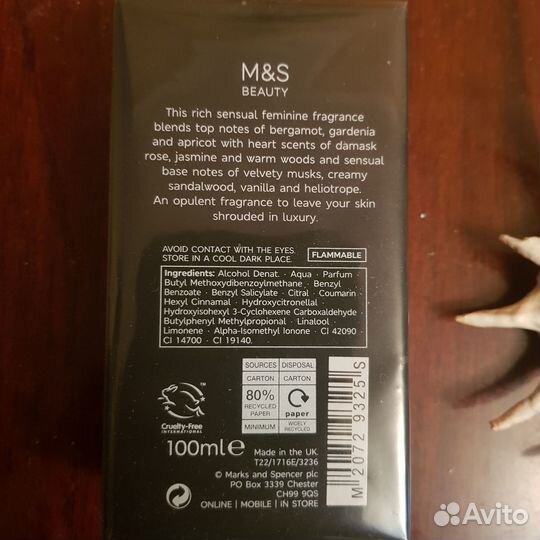 M&S
BEAUTY
This rich sensual feminine fragrance
blends top notes of bergamot, gardenia
and apricot with heart scents of damask
rose, jasmine and warm woods and sensual
base notes of velvety musks, creamy
sandalwood, vanilla and heliotrope.
An opulent fragrance to leave your skin
shrouded in luxury.
AVOID CONTACT WITH THE EYES.
STORE IN A COOL DARK PLACE.
FLAMMABLE
Ingredients: Alcohol Denat. · Aqua · Parfum ·
Butyl Methoxydibenzoylmethane · Benzyl
Benzoate · Benzyl Salicylate · Citral · Coumarin ·
Hexyl Cinnamal · Hydroxycitronellal ·
Hydroxyisohexyl 3-Cyclohexene Carboxaldehyde ·
Butylphenyl Methylpropional · Linalool ·
Limonene · Alpha-Isomethyl Ionone · CI 42090 ·
CI 14700 · CI 19140.
SOURCES DISPOSAL
CARTON CARTON
80%
RECYCLED
PAPER
MINIMUM
paper
WIDELY
RECYCLED
Cruelty-Free
INTERNATIONAL
TM
100ml e
Made in the UK.
T22/1716E/3236
© Marks and Spencer plc
PO Box 3339 Chester
CH99 9QS
ONLINE | MOBILE | IN STORE
M 2072 9325 S
Avito